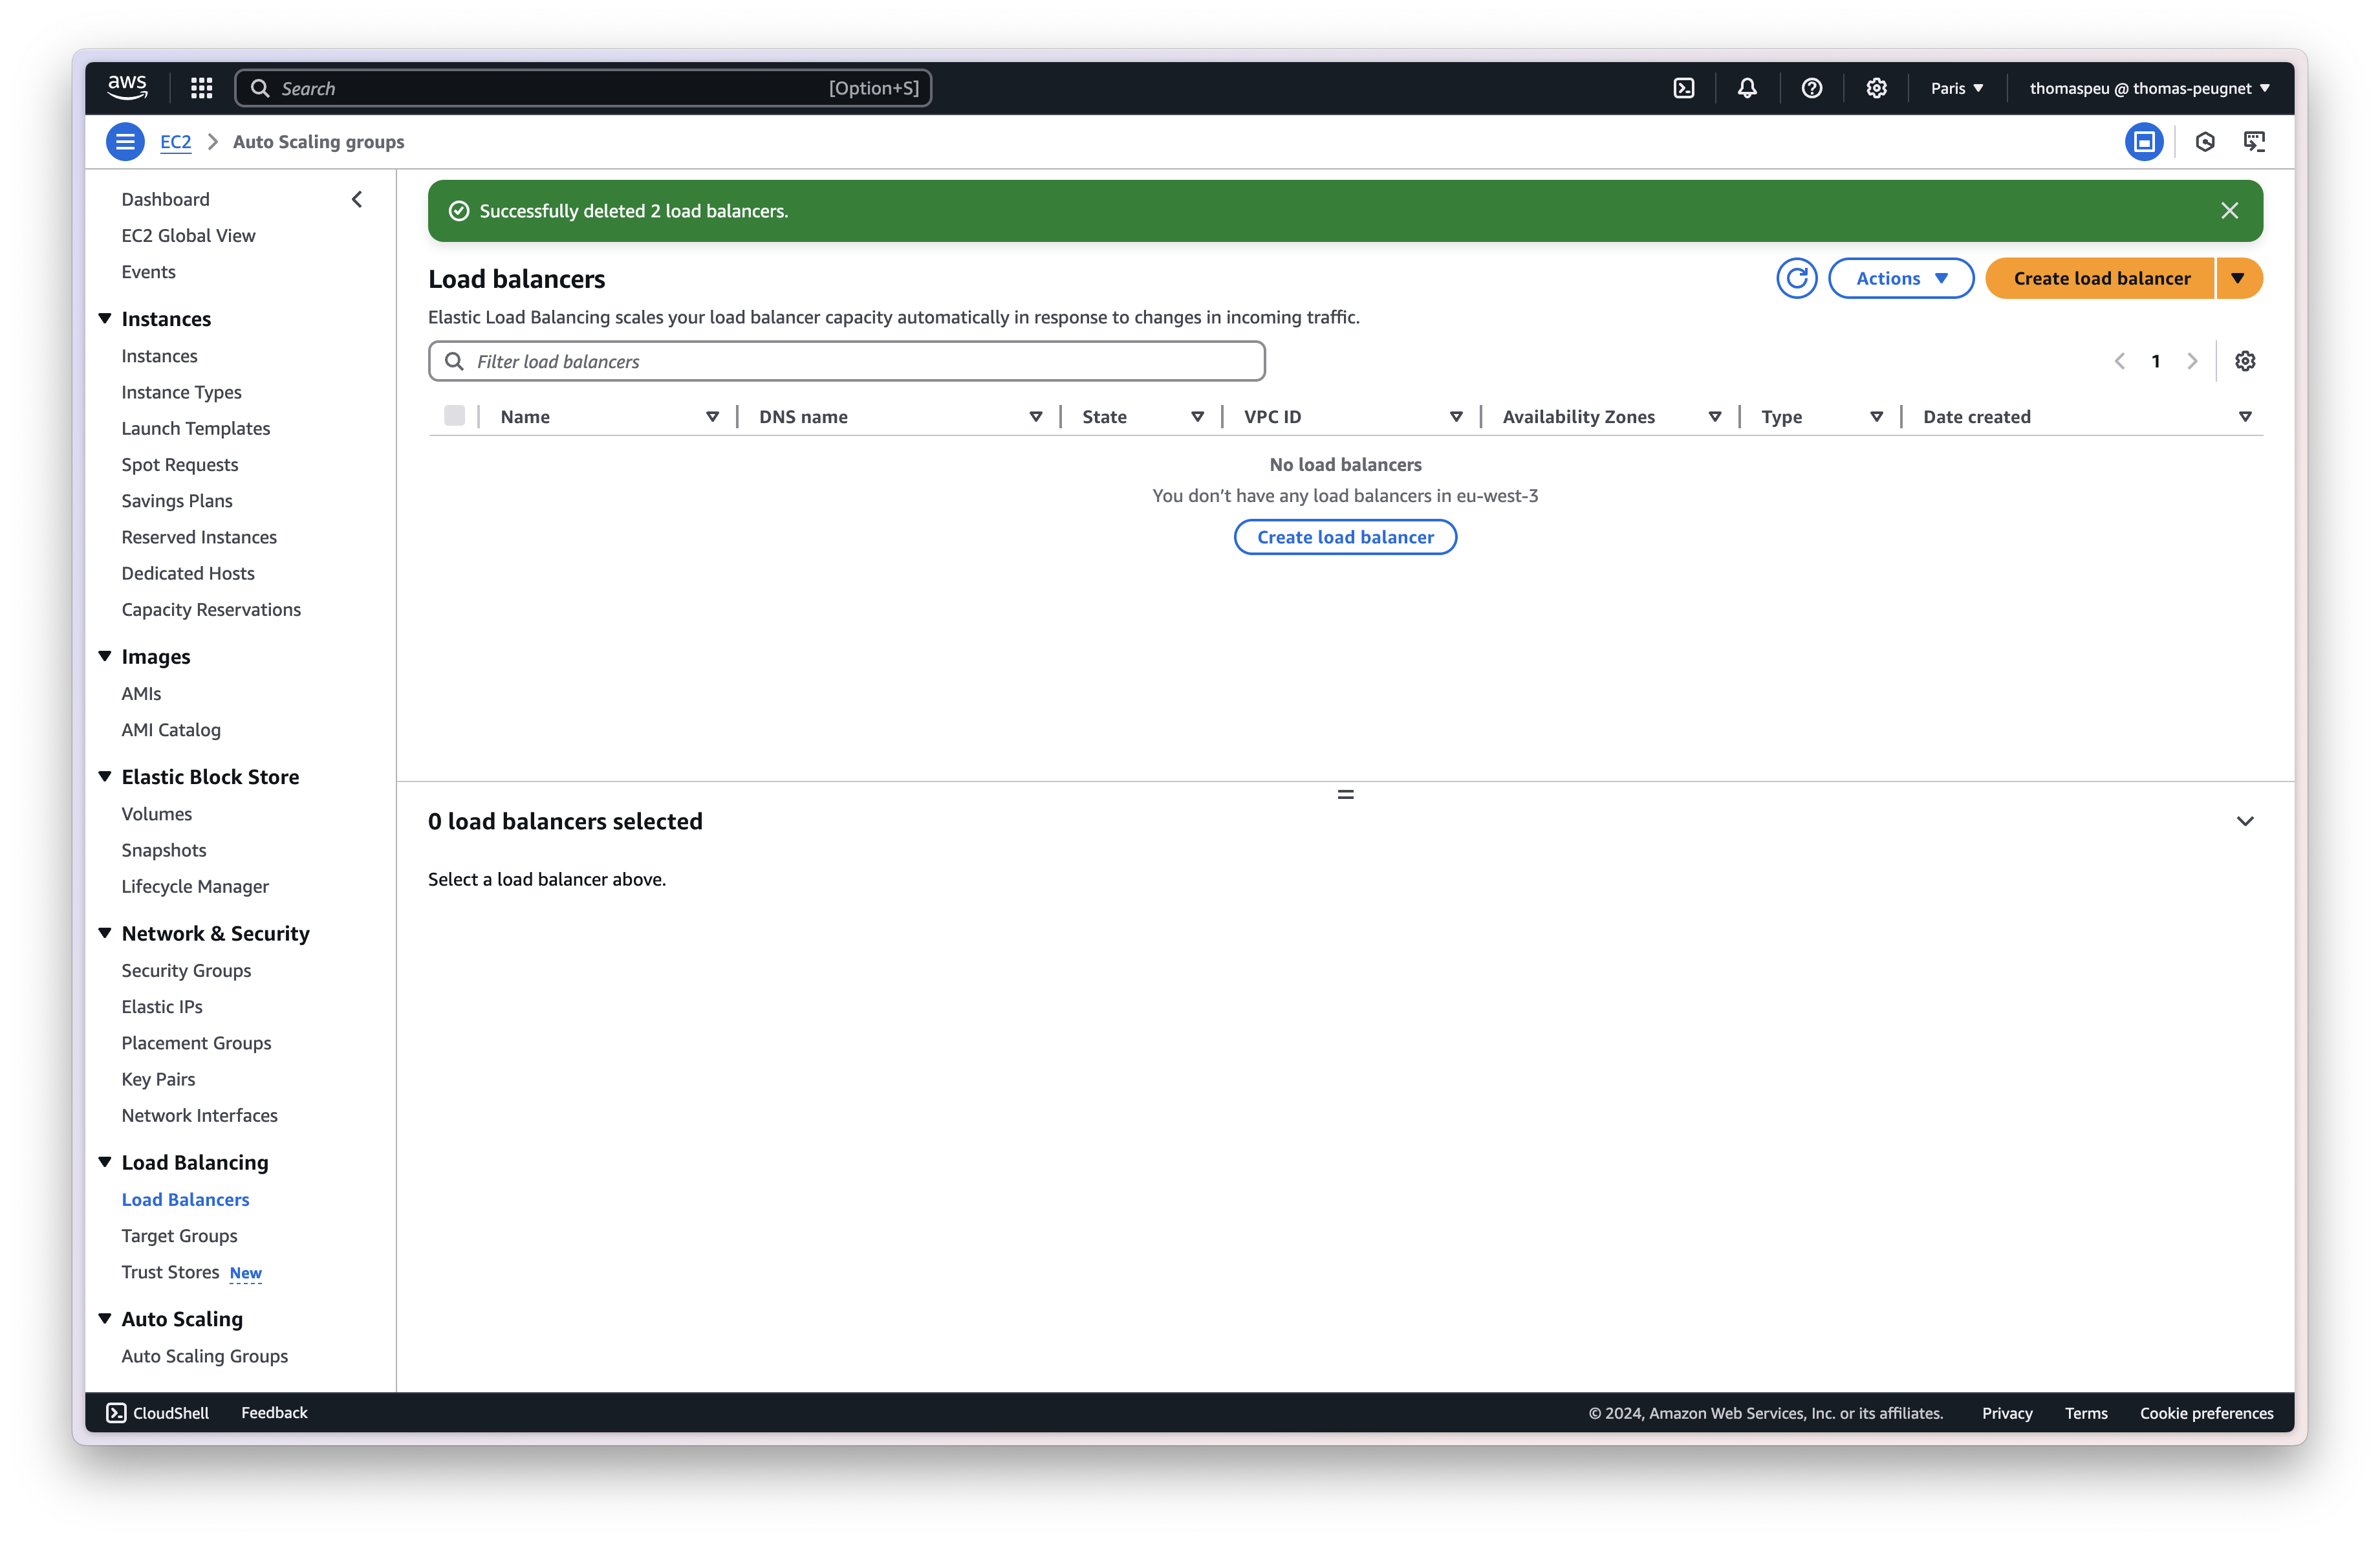 aws
Search [Option+S]
Paris
thomaspeu @ thomas-peugnet
EC2 > Auto Scaling groups
Dashboard
EC2 Global View
Events
Instances
Instances
Instance Types
Launch Templates
Spot Requests
Savings Plans
Reserved Instances
Dedicated Hosts
Capacity Reservations
Images
AMIs
AMI Catalog
Elastic Block Store
Volumes
Snapshots
Lifecycle Manager
Network & Security
Security Groups
Elastic IPs
Placement Groups
Key Pairs
Network Interfaces
Load Balancing
Load Balancers
Target Groups
Trust Stores New
Auto Scaling
Auto Scaling Groups
Successfully deleted 2 load balancers.
Load balancers
Actions
Create load balancer
Elastic Load Balancing scales your load balancer capacity automatically in response to changes in incoming traffic.
Filter load balancers
1
Name DNS name State VPC ID Availability Zones Type Date created
No load balancers
You don’t have any load balancers in eu-west-3
Create load balancer
0 load balancers selected
Select a load balancer above.
CloudShell Feedback
© 2024, Amazon Web Services, Inc. or its affiliates. Privacy Terms Cookie preferences